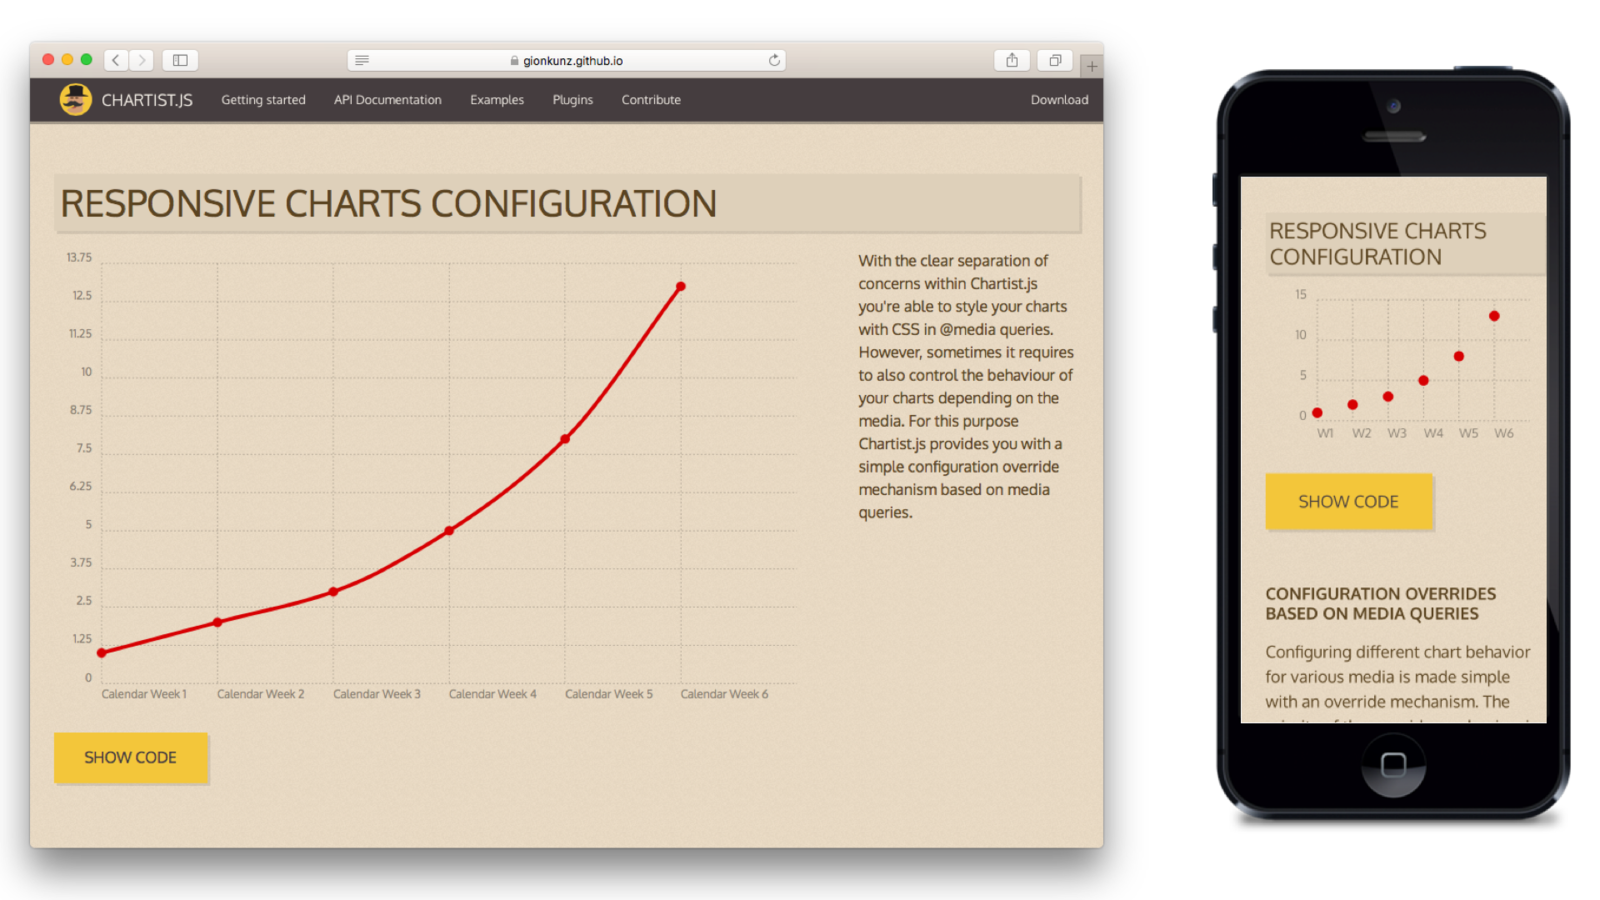 gionkunz.github.io
CHARTIST.JS Getting started API Documentation Examples Plugins Contribute Download
RESPONSIVE CHARTS CONFIGURATION
13.75
12.5
11.25
10
8.75
7.5
6.25
5
3.75
2.5
1.25
0
Calendar Week 1 Calendar Week 2 Calendar Week 3 Calendar Week 4 Calendar Week 5 Calendar Week 6
With the clear separation of
concerns within Chartist.js
you're able to style your charts
with CSS in @media queries.
However, sometimes it requires
to also control the behaviour of
your charts depending on the
media. For this purpose
Chartist.js provides you with a
simple configuration override
mechanism based on media
queries.
SHOW CODE
RESPONSIVE CHARTS
CONFIGURATION
15
10
5
0
W1 W2 W3 W4 W5 W6
SHOW CODE
CONFIGURATION OVERRIDES
BASED ON MEDIA QUERIES
Configuring different chart behavior
for various media is made simple
with an override mechanism. The